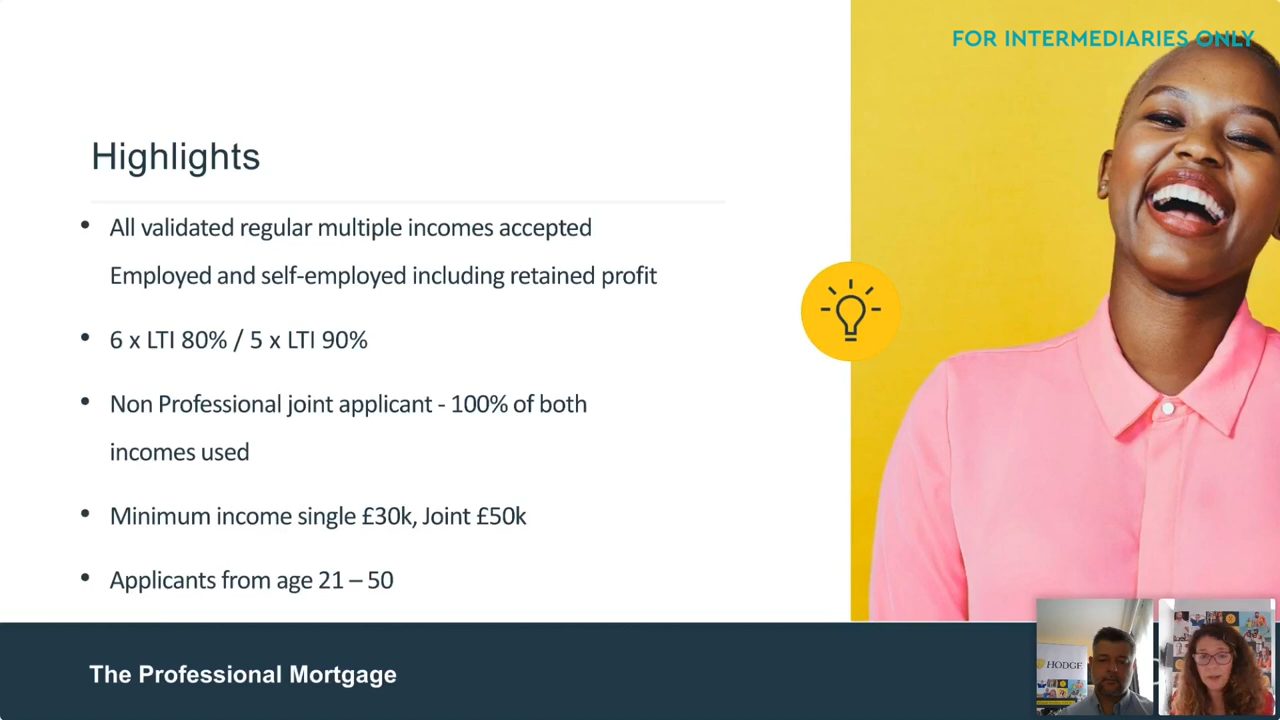 FOR INTERMEDIARIES ONLY
Highlights
• All validated regular multiple incomes accepted
Employed and self-employed including retained profit
• 6 x LTI 80% / 5 x LTI 90%
• Non Professional joint applicant - 100% of both
incomes used
• Minimum income single £30k, Joint £50k
• Applicants from age 21 – 50
The Professional Mortgage
HODGE